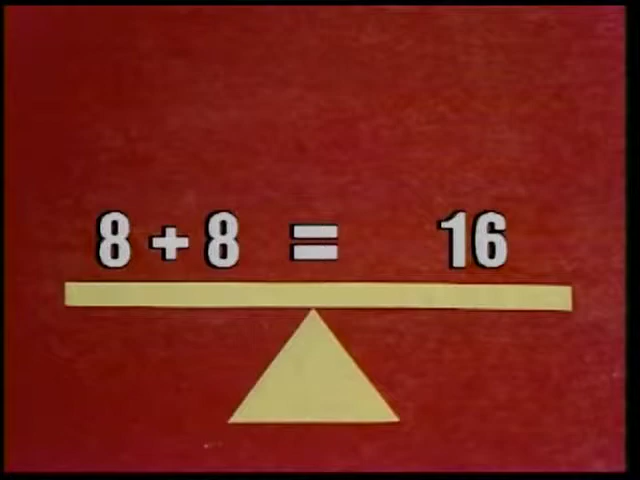 8 + 8 = 16